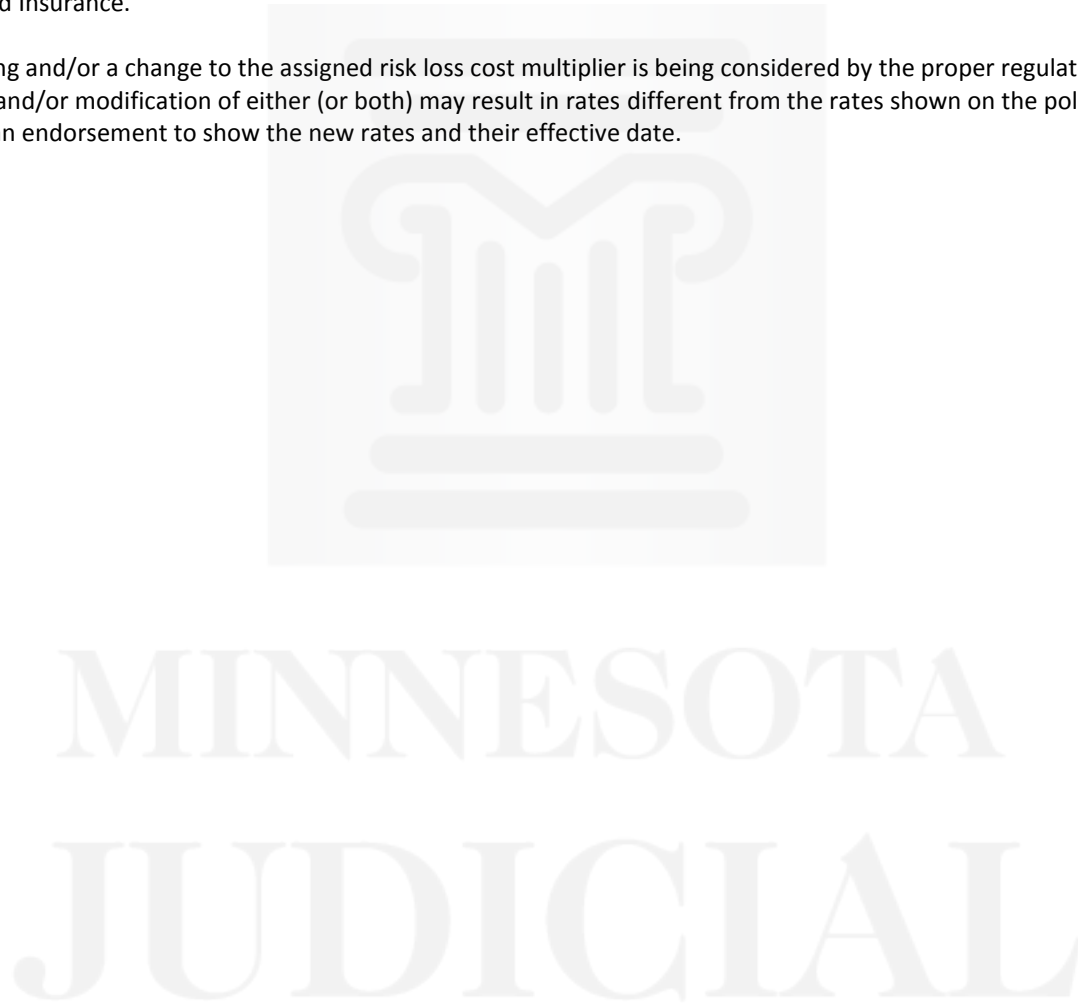 d insurance.
ng and/or a change to the assigned risk loss cost multiplier is being considered by the proper regulat
and/or modification of either (or both) may result in rates different from the rates shown on the pol
an endorsement to show the new rates and their effective date.
MINNESOTA
JUDICIAL